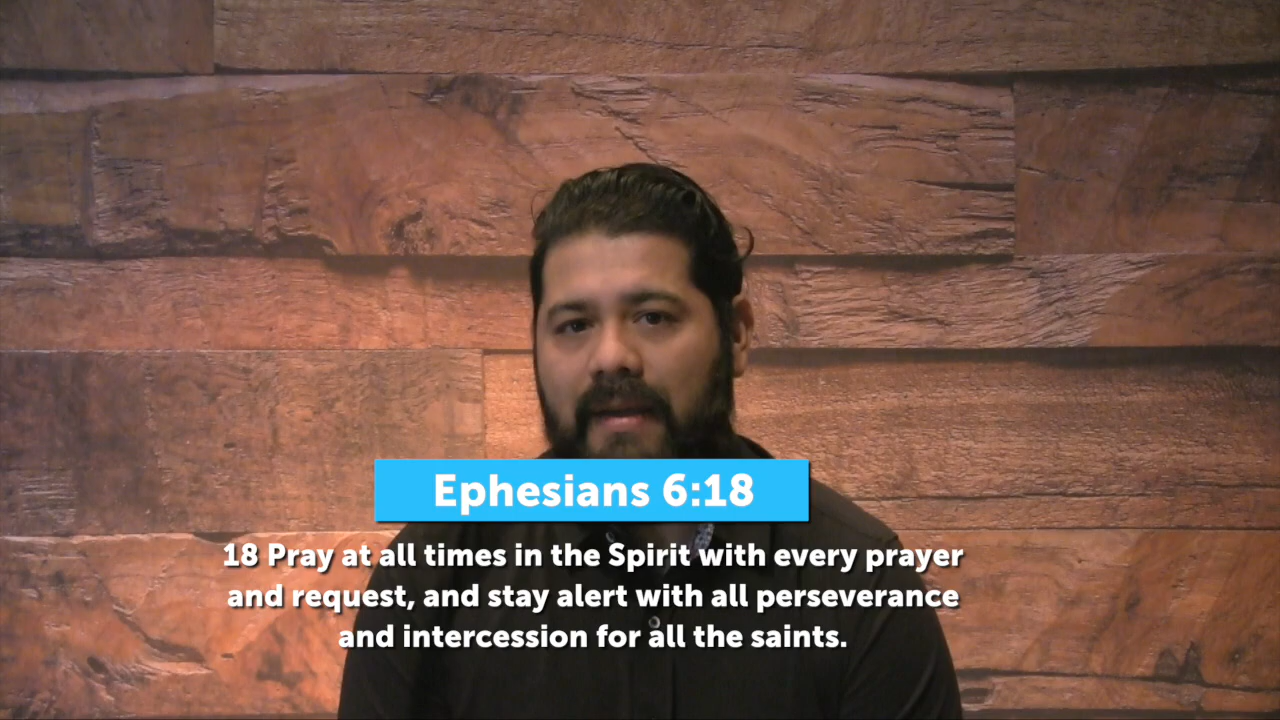 Ephesians 6:18
18 Pray at all times in the Spirit with every prayer
and request, and stay alert with all perseverance
and intercession for all the saints.